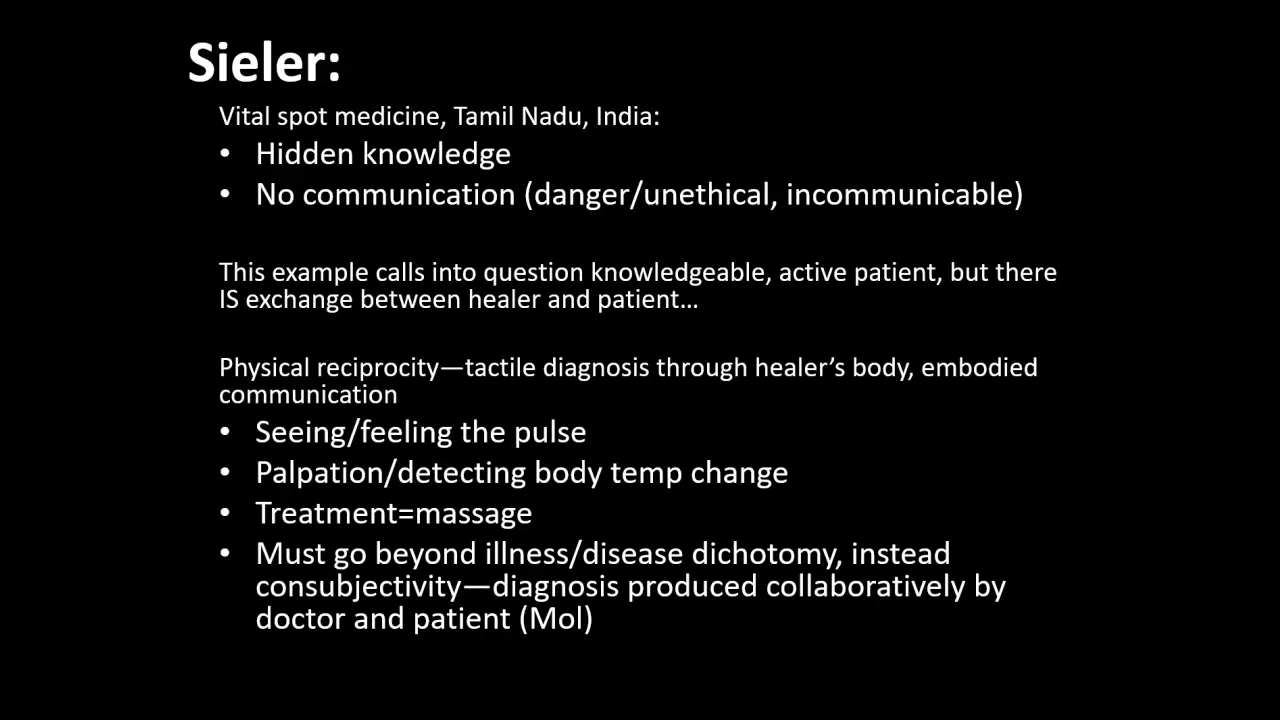 Sieler:
Vital spot medicine, Tamil Nadu, India:
• Hidden knowledge
• No communication (danger/unethical, incommunicable)
This example calls into question knowledgeable, active patient, but there
IS exchange between healer and patient…
Physical reciprocity—tactile diagnosis through healer’s body, embodied
communication
• Seeing/feeling the pulse
• Palpation/detecting body temp change
• Treatment=massage
• Must go beyond illness/disease dichotomy, instead
consubjectivity—diagnosis produced collaboratively by
doctor and patient (Mol)